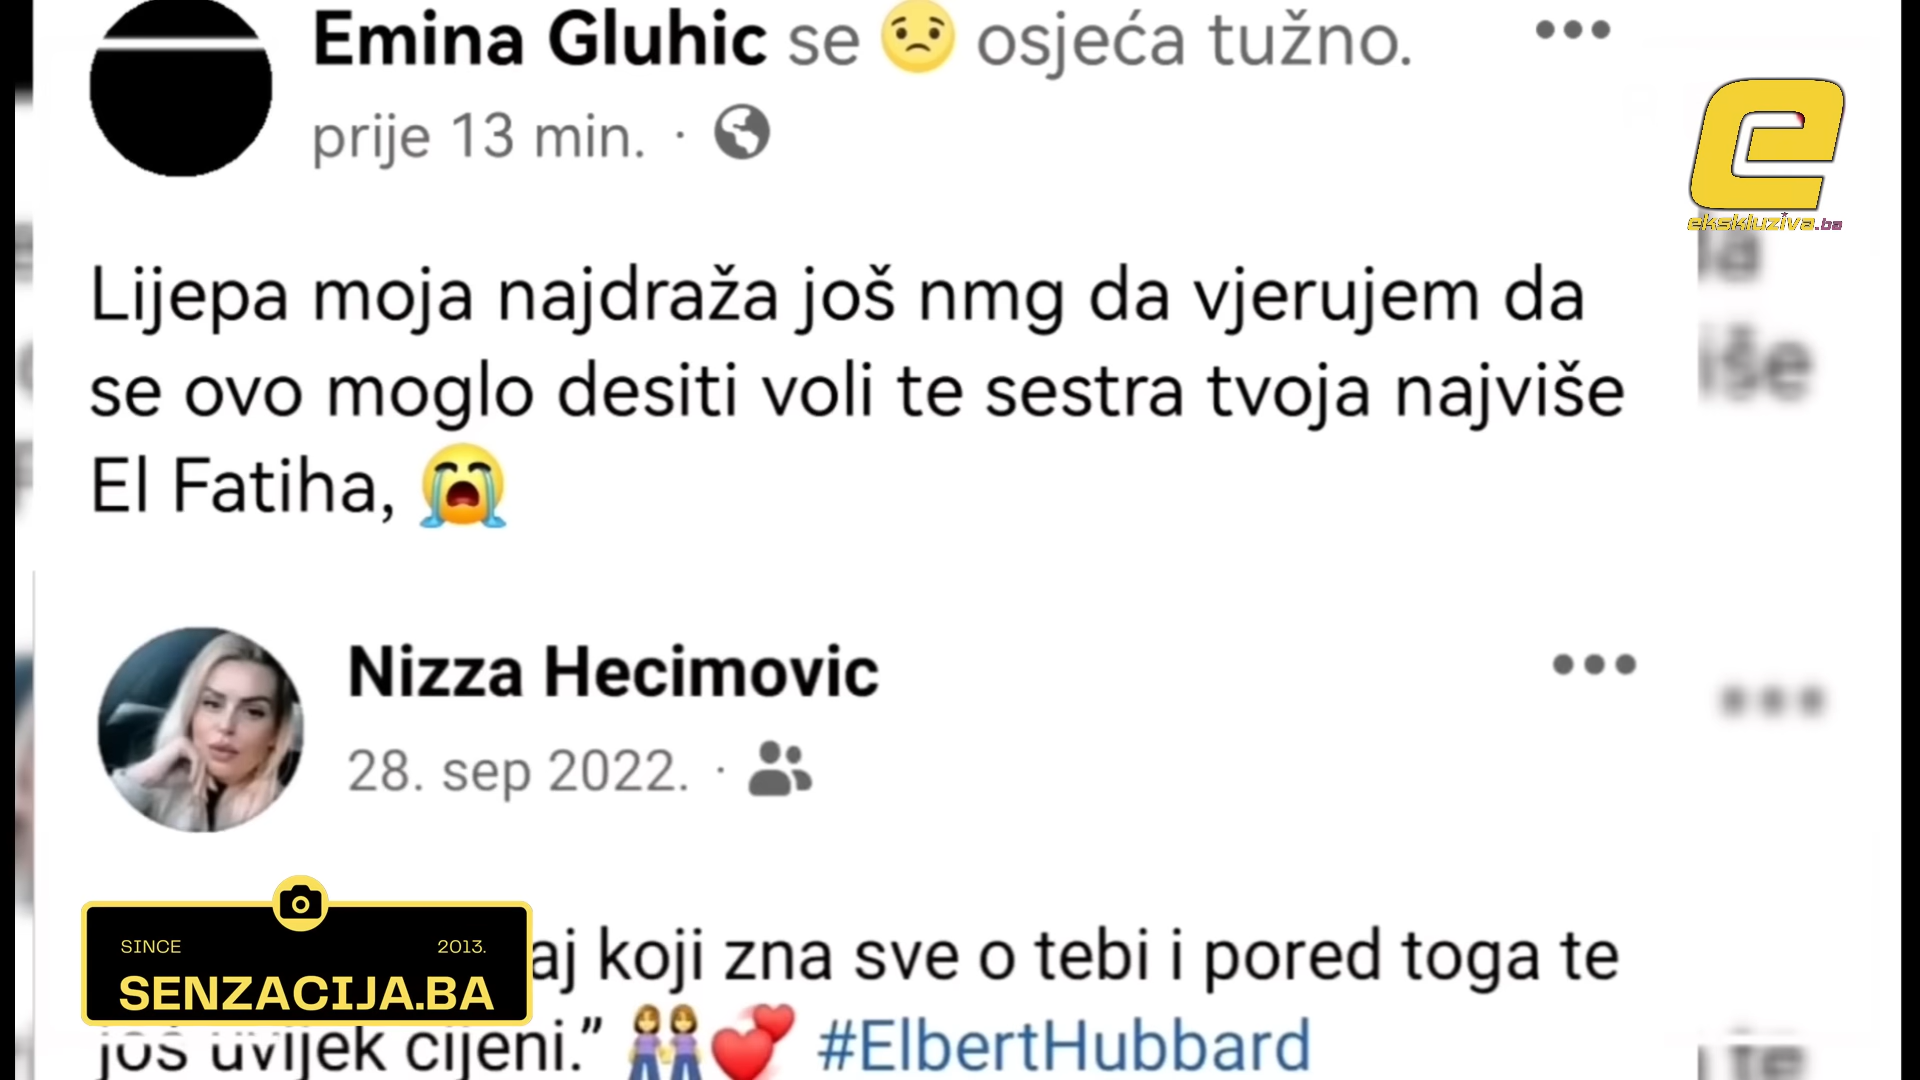 Emina Gluhic se 😟 osjeća tužno.
prije 13 min. ·
ekskluziva.ba
Lijepa moja najdraža još nmg da vjerujem da
se ovo moglo desiti voli te sestra tvoja najviše
El Fatiha, 😭
Nizza Hecimovic
28. sep 2022. ·
SINCE 2013.
SENZACIJA.BA
koji zna sve o tebi i pored toga te
još uvijek cijeni.” 👭💞 #ElbertHubbard